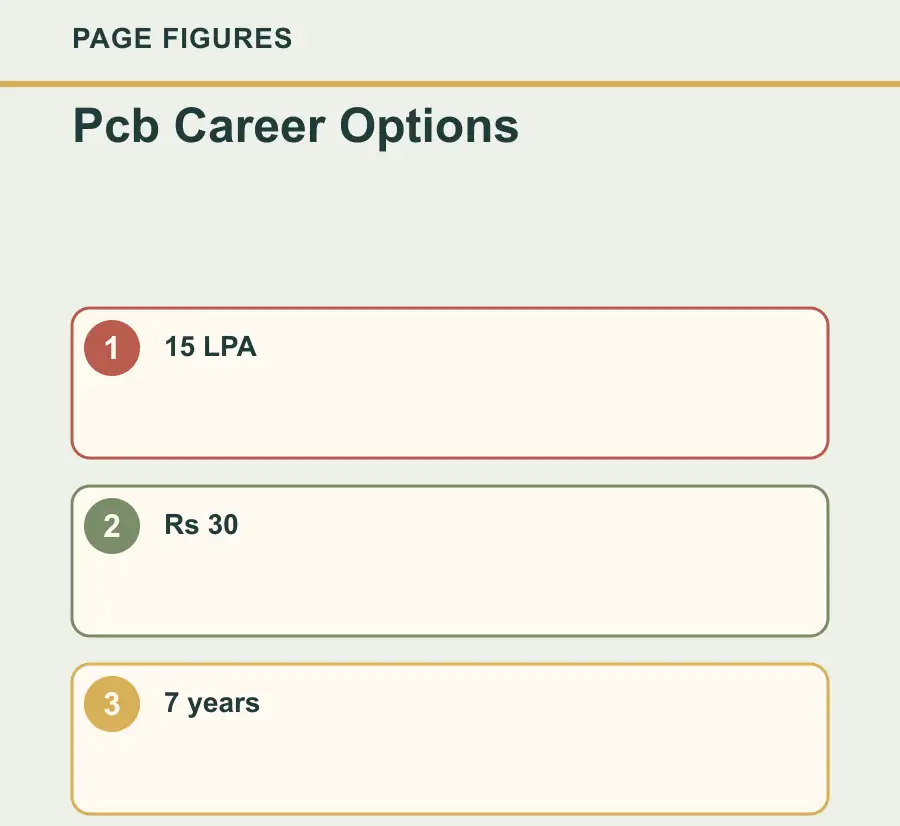 PAGE FIGURES
Pcb Career Options
1 15 LPA
2 Rs 30
3 7 years